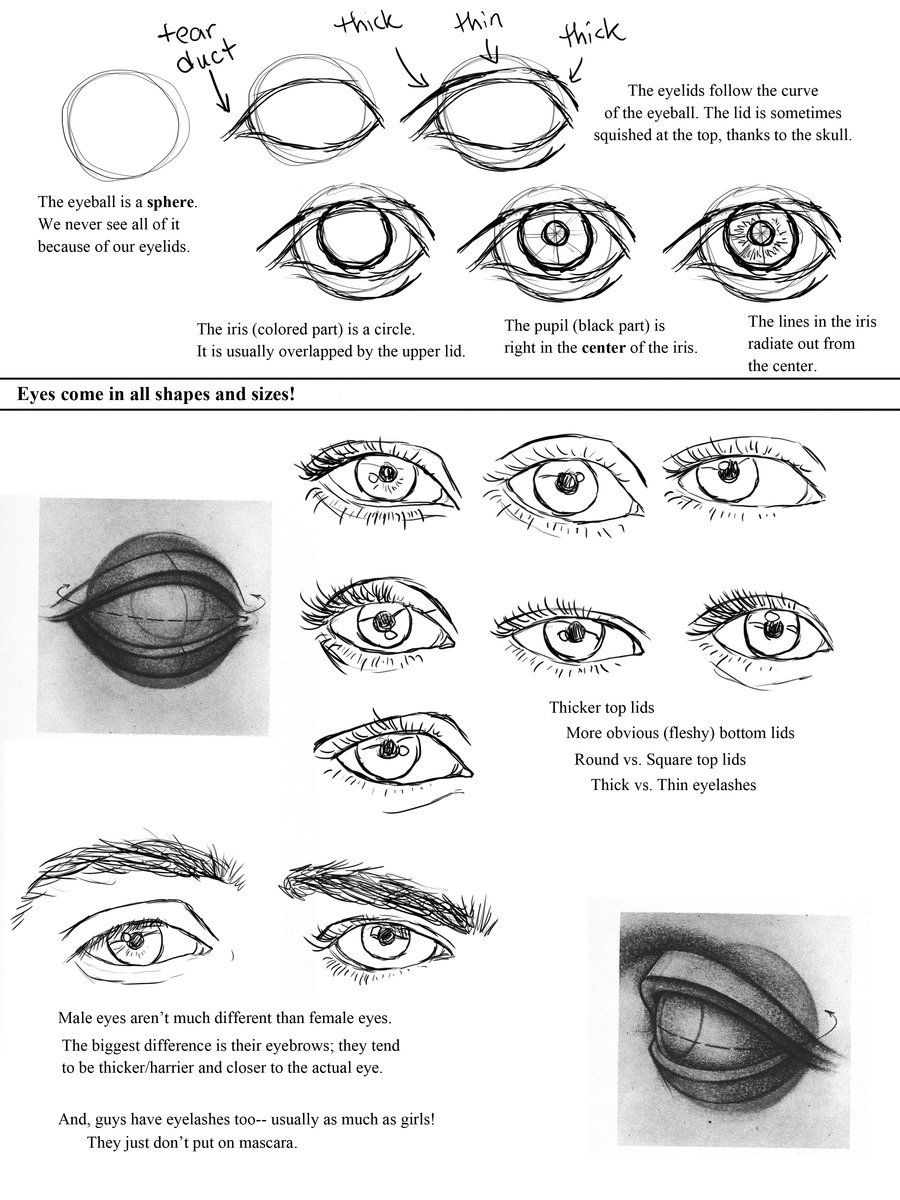 tear
duct
thick
thin
thick
The eyelids follow the curve
of the eyeball. The lid is sometimes
squished at the top, thanks to the skull.
The eyeball is a sphere.
We never see all of it
because of our eyelids.
The iris (colored part) is a circle.
It is usually overlapped by the upper lid.
The pupil (black part) is
right in the center of the iris.
The lines in the iris
radiate out from
the center.
Eyes come in all shapes and sizes!
Thicker top lids
More obvious (fleshy) bottom lids
Round vs. Square top lids
Thick vs. Thin eyelashes
Male eyes aren’t much different than female eyes.
The biggest difference is their eyebrows; they tend
to be thicker/harrier and closer to the actual eye.
And, guys have eyelashes too-- usually as much as girls!
They just don’t put on mascara.